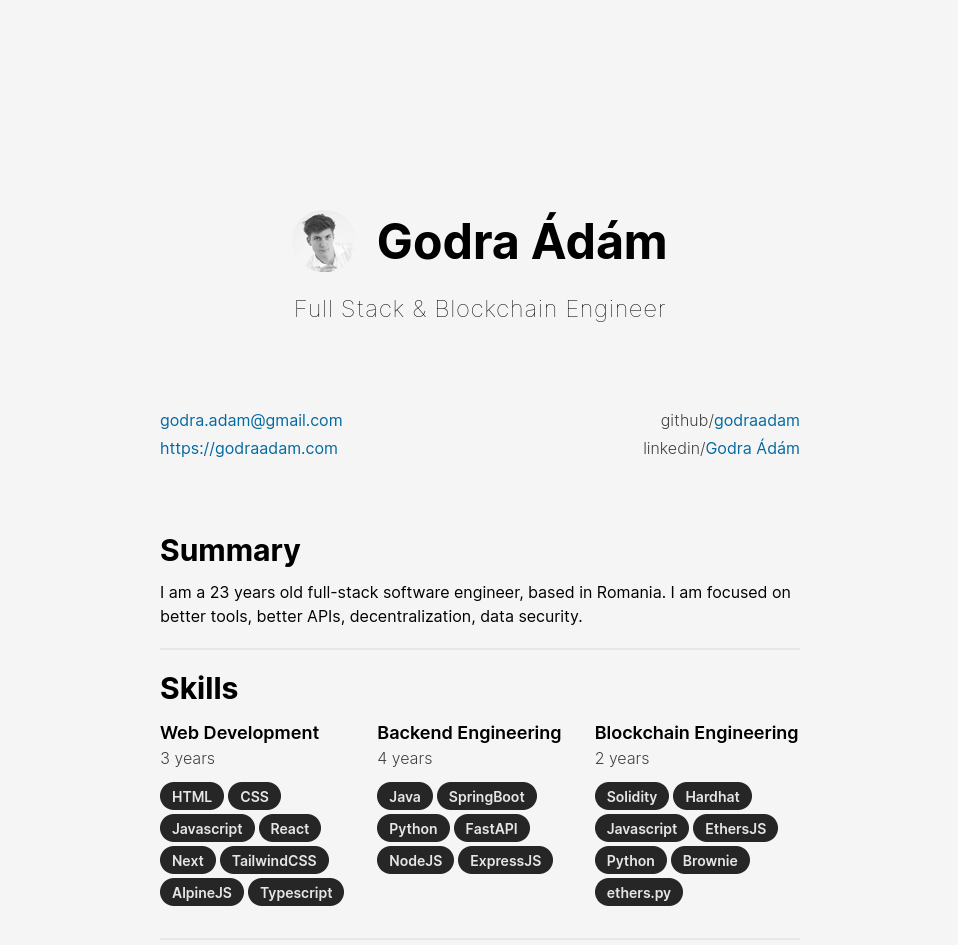 Godra Ádám
Full Stack & Blockchain Engineer
godra.adam@gmail.com
https://godraadam.com
github/godraadam
linkedin/Godra Ádám
Summary
I am a 23 years old full-stack software engineer, based in Romania. I am focused on
better tools, better APIs, decentralization, data security.
Skills
Web Development
3 years
HTML CSS
Javascript React
Next TailwindCSS
AlpineJS Typescript
Backend Engineering
4 years
Java SpringBoot
Python FastAPI
NodeJS ExpressJS
Blockchain Engineering
2 years
Solidity Hardhat
Javascript EthersJS
Python Brownie
ethers.py